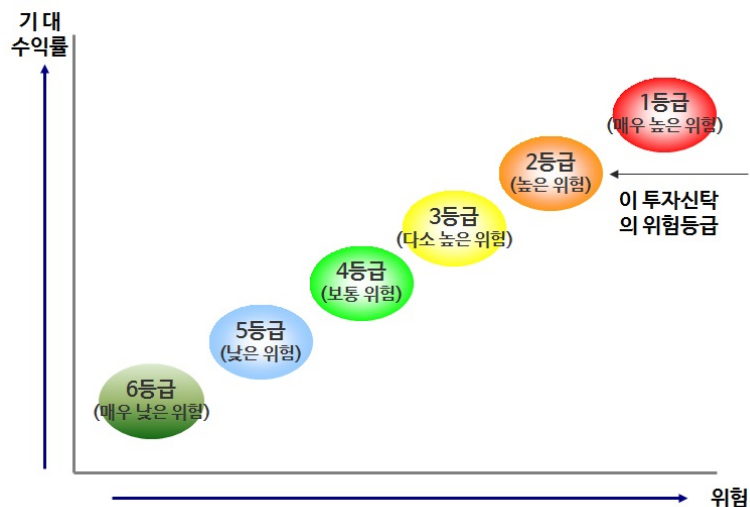 기 대
수익률
1등급
(매우 높은 위험)
2등급
(높은 위험)
이 투자신탁
의 위험등급
3등급
(다소 높은 위험)
4등급
(보통 위험)
5등급
(낮은 위험)
6등급
(매우 낮은 위험)
위험